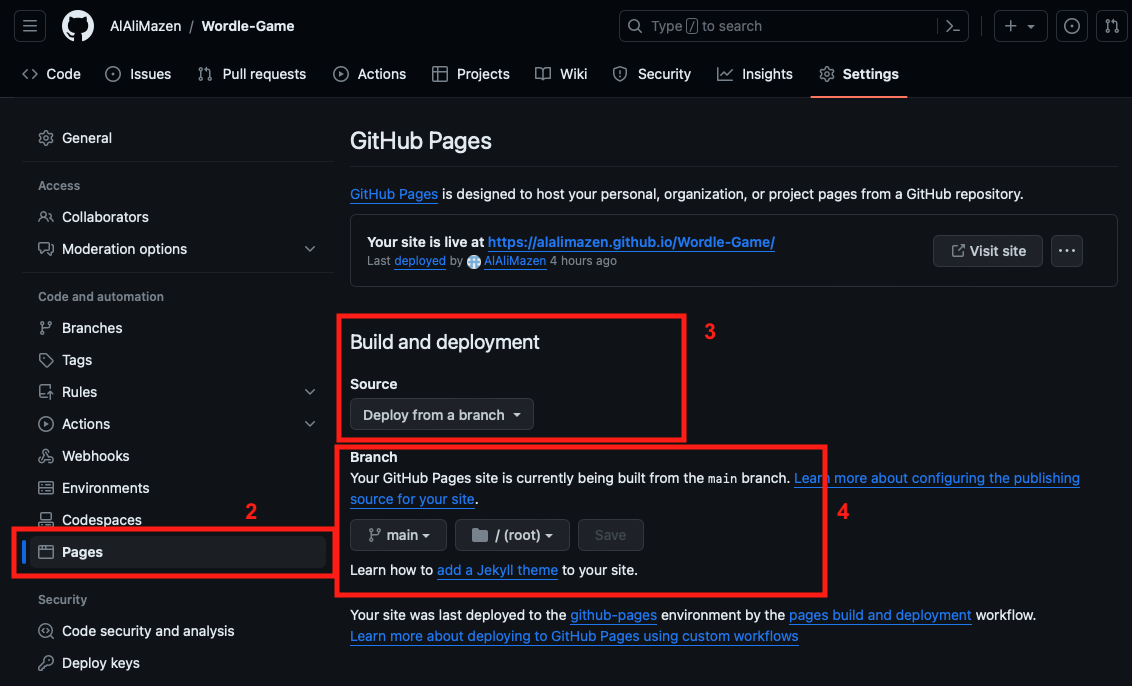 AlAliMazen / Wordle-Game
Type / to search
Code
Issues
Pull requests
Actions
Projects
Wiki
Security
Insights
Settings
General
Access
Collaborators
Moderation options
Code and automation
Branches
Tags
Rules
Actions
Webhooks
Environments
Codespaces
2
Pages
Security
Code security and analysis
Deploy keys
GitHub Pages
GitHub Pages is designed to host your personal, organization, or project pages from a GitHub repository.
Your site is live at https://alalimazen.github.io/Wordle-Game/
Last deployed by AlAliMazen 4 hours ago
Visit site
3
Build and deployment
Source
Deploy from a branch
Branch
Your GitHub Pages site is currently being built from the main branch. Learn more about configuring the publishing
source for your site.
4
main
/ (root)
Save
Learn how to add a Jekyll theme to your site.
Your site was last deployed to the github-pages environment by the pages build and deployment workflow.
Learn more about deploying to GitHub Pages using custom workflows